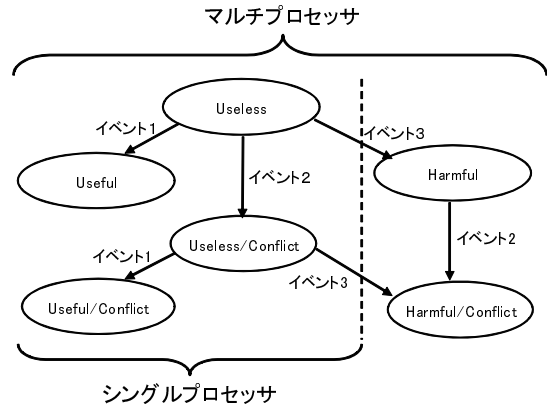 マルチプロセッサ
Useless
イベント1
イベント3
Useful
イベント2
Harmful
Useless/Conflict
イベント2
イベント1
イベント3
Useful/Conflict
Harmful/Conflict
シングルプロセッサ